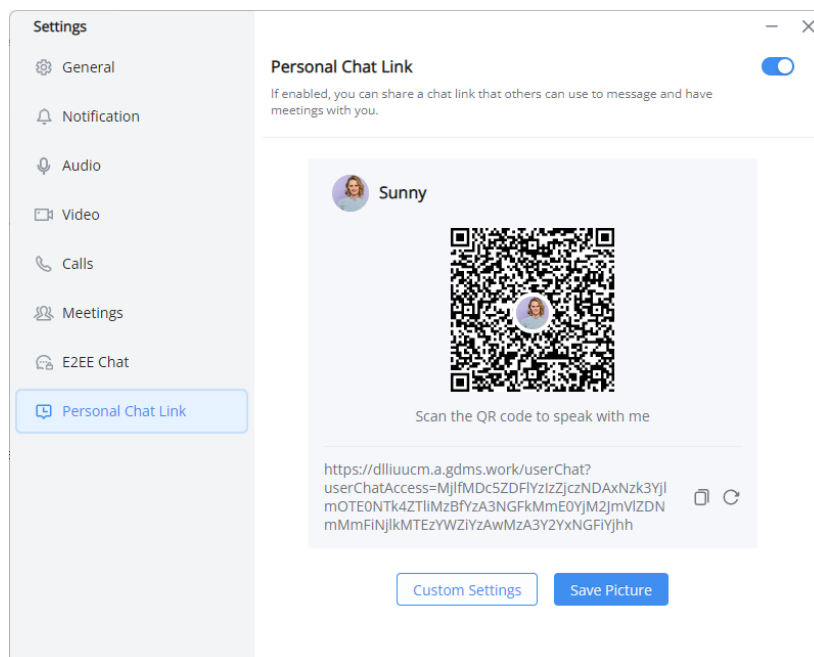 Settings
General
Notification
Audio
Video
Calls
Meetings
E2EE Chat
Personal Chat Link
Personal Chat Link
If enabled, you can share a chat link that others can use to message and have
meetings with you.
Sunny
Scan the QR code to speak with me
https://dlliuucm.a.gdms.work/userChat?
userChatAccess=MjlfMDc5ZDFlYzIzZjczNDAxNzk3Yjl
mOTE0NTk4ZTliMzBfYzA3NGFkMmE0YjM2JmVlZDN
mMmFiNjlkMTEzYWZiYzAwMzA3Y2YxNGFiYjhh
Custom Settings
Save Picture